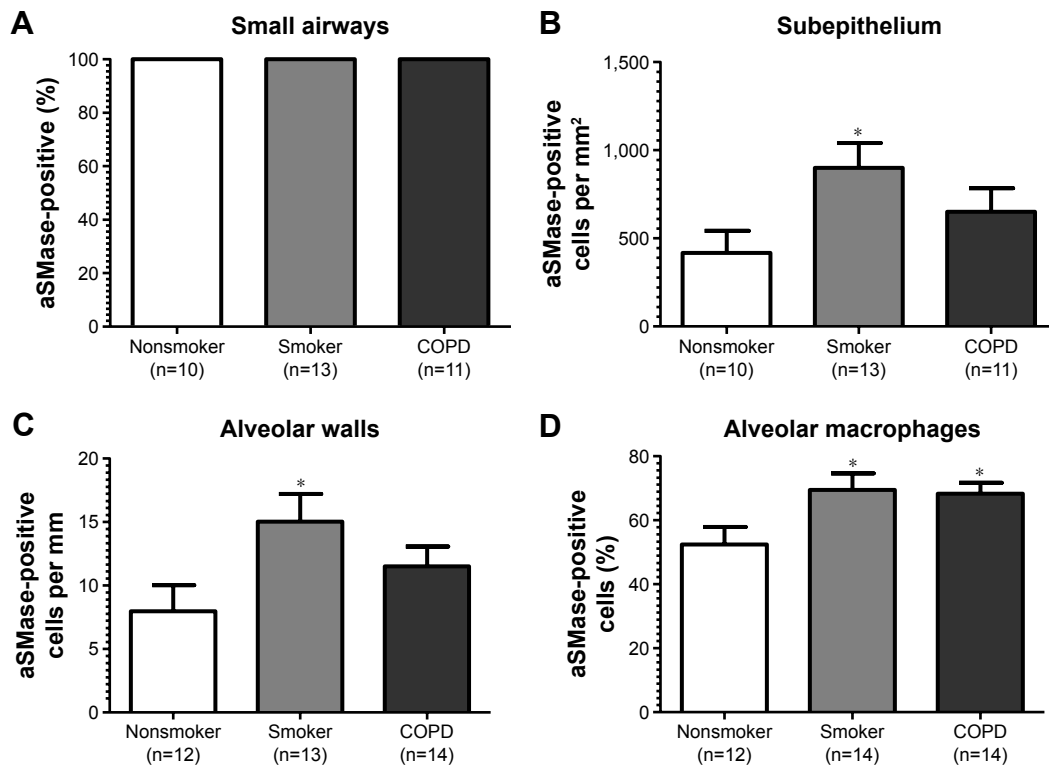 A
Small airways
aSMase-positive (%)
100
80
60
40
20
0
Nonsmoker
(n=10)
Smoker
(n=13)
COPD
(n=11)
B
Subepithelium
aSMase-positive
cells per mm²
1,500
1,000
500
0
*
Nonsmoker
(n=10)
Smoker
(n=13)
COPD
(n=11)
C
Alveolar walls
aSMase-positive
cells per mm
20
15
10
5
0
*
Nonsmoker
(n=12)
Smoker
(n=13)
COPD
(n=14)
D
Alveolar macrophages
aSMase-positive
cells (%)
80
60
40
20
0
*
*
Nonsmoker
(n=12)
Smoker
(n=14)
COPD
(n=14)